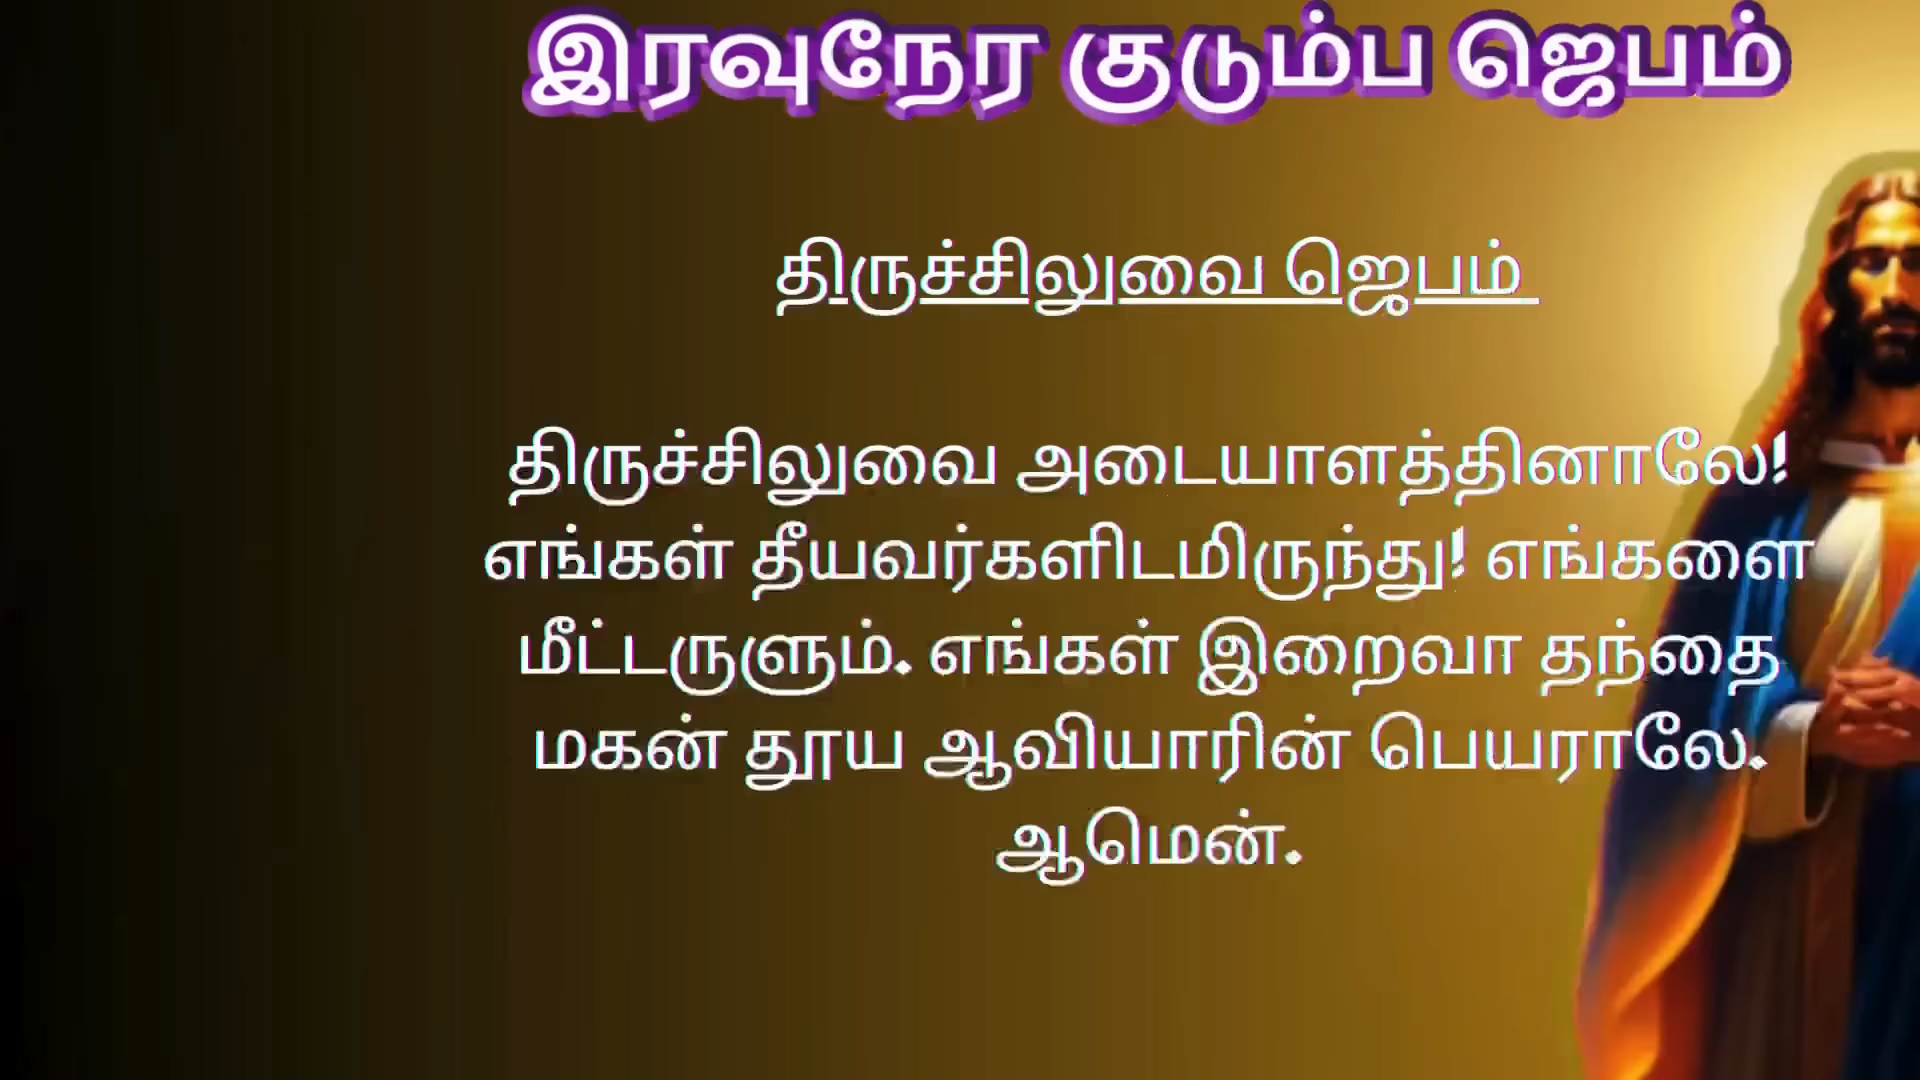 இரவுநேர குடும்ப ஜெபம்
திருச்சிலுவை ஜெபம்
திருச்சிலுவை அடையாளத்தினாலே!
எங்கள் தீயவர்களிடமிருந்து! எங்களை
மீட்டருளும். எங்கள் இறைவா தந்தை
மகன் தூய ஆவியாரின் பெயராலே.
ஆமென்.